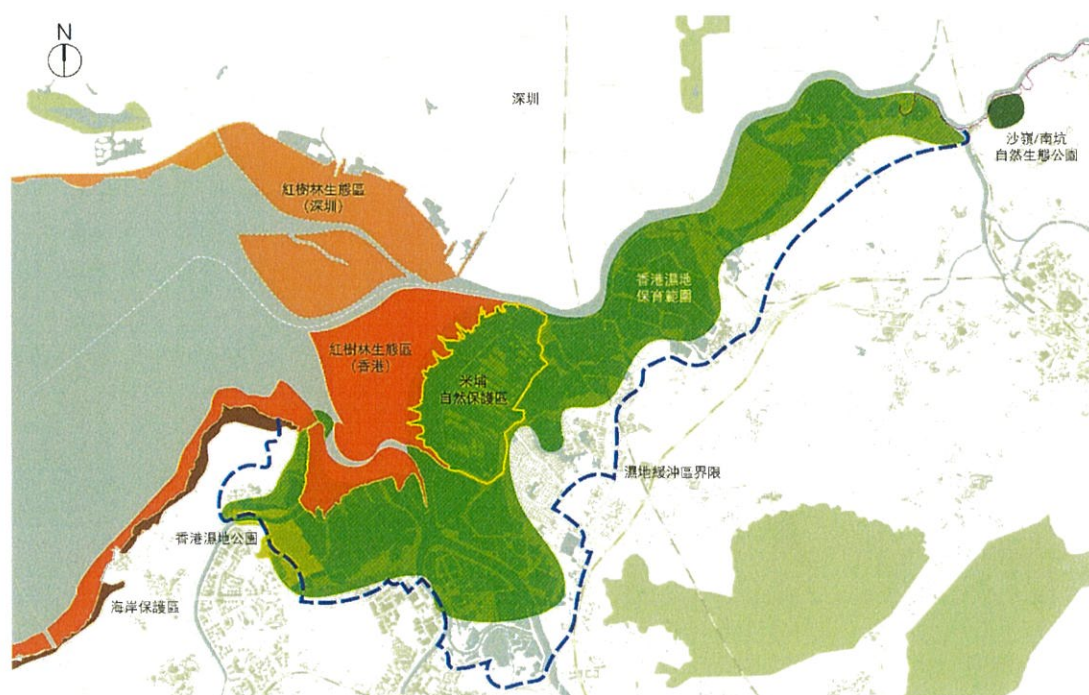 N
深圳
沙嶺/南坑
自然生態公園
紅樹林生態區
(深圳)
香港濕地
保育範圍
紅樹林生態區
(香港)
米埔
自然保護區
濕地緩沖區界限
香港濕地公園
海岸保護區